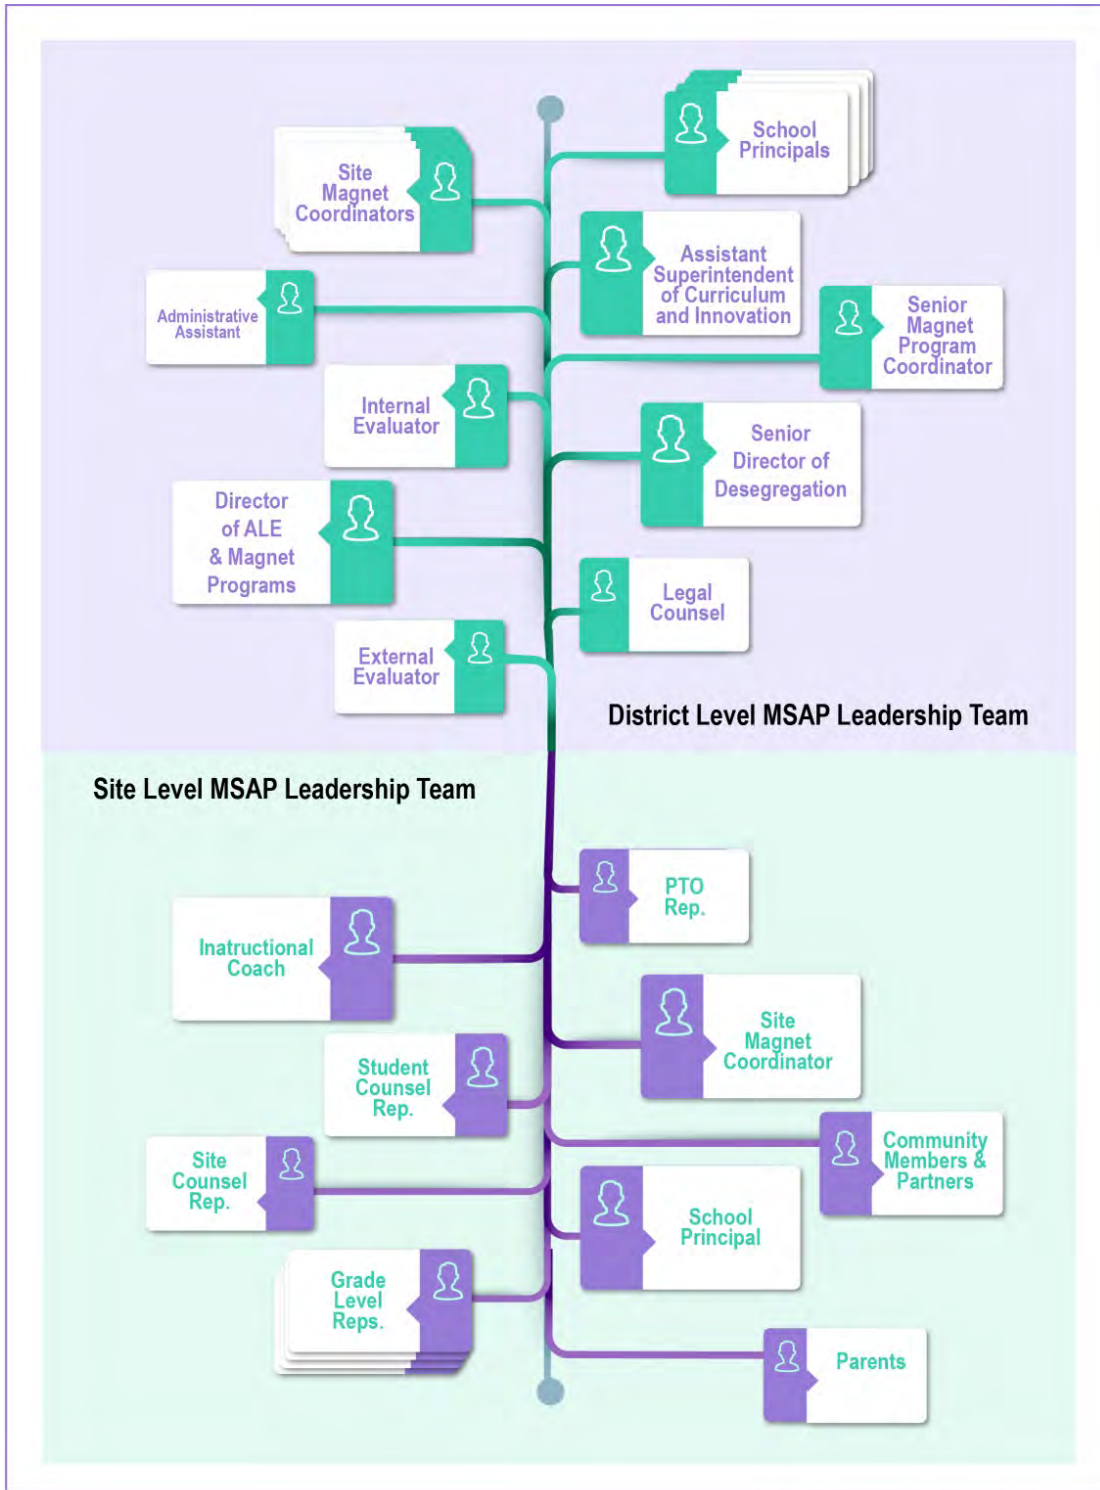 School
Principals
Site
Magnet
Coordinators
Assistant
Superintendent
of Curriculum
and Innovation
Administrative
Assistant
Senior
Magnet
Program
Coordinator
Internal
Evaluator
Senior
Director of
Desegregation
Director
of ALE
& Magnet
Programs
Legal
Counsel
External
Evaluator
District Level MSAP Leadership Team
Site Level MSAP Leadership Team
PTO
Rep.
Inatructional
Coach
Site
Magnet
Coordinator
Student
Counsel
Rep.
Community
Members &
Partners
Site
Counsel
Rep.
School
Principal
Grade
Level
Reps.
Parents